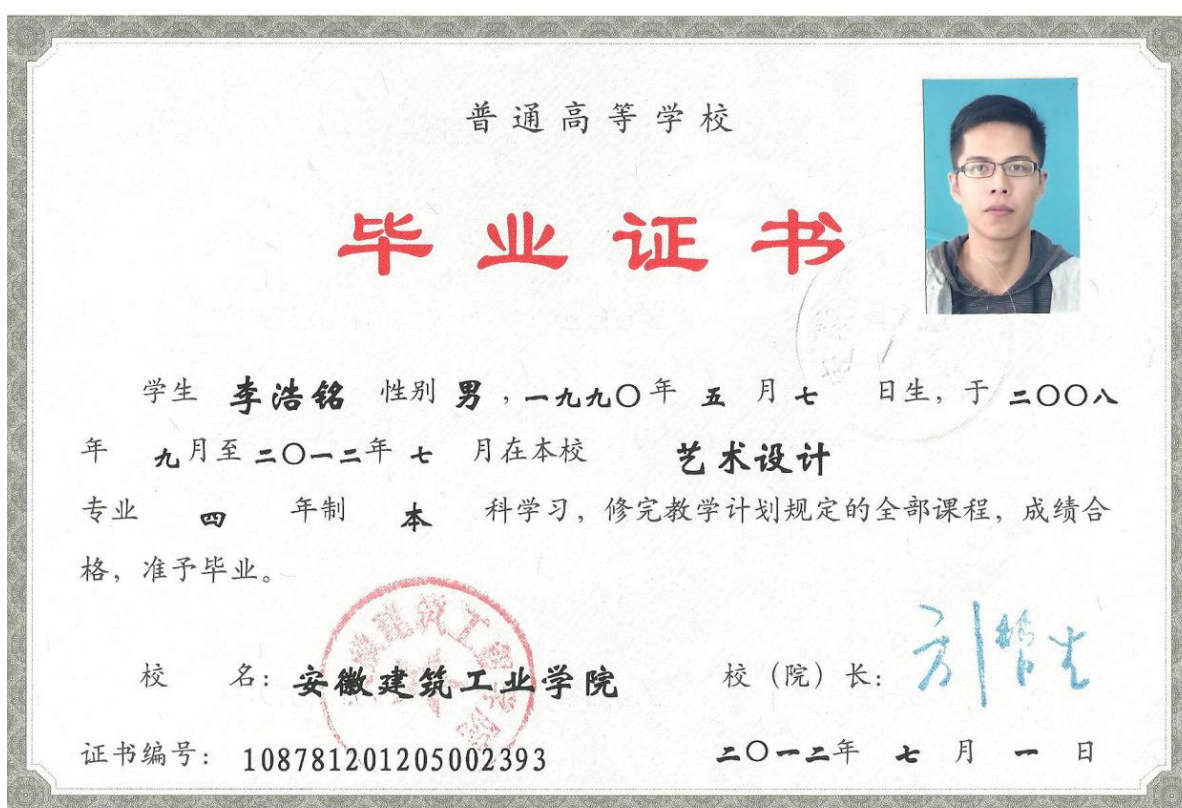 普通高等学校
毕业证书
学生 李浩铭 性别 男，一九九〇年 五 月 七 日生，于 二〇〇八
年 九月至二〇一二年 七 月在本校 艺术设计
专业 四 年制 本 科学习，修完教学计划规定的全部课程，成绩合
格，准予毕业。
校 名：安徽建筑工业学院 校（院）长：
证书编号：108781201205002393 二〇一二年 七 月 一 日